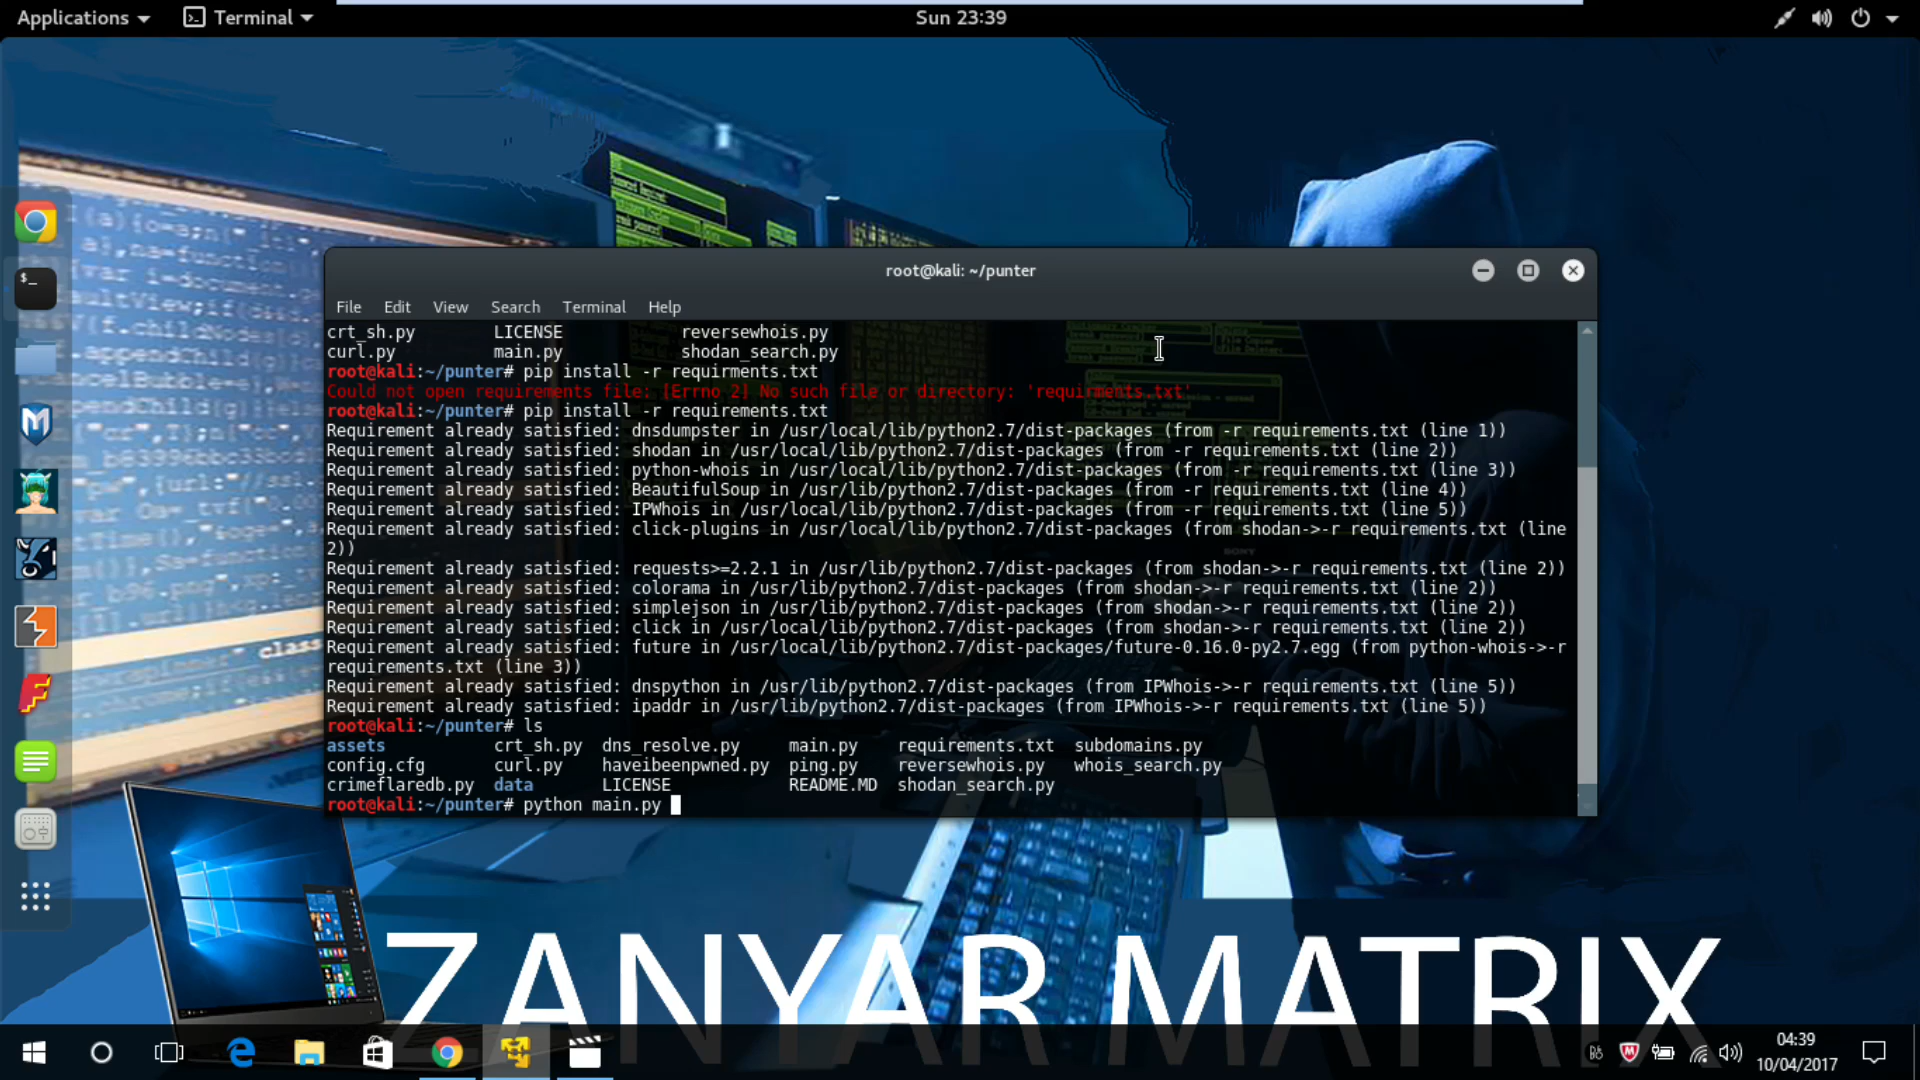 Applications
Terminal
Sun 23:39
root@kali: ~/punter
File Edit View Search Terminal Help
crt_sh.py LICENSE reversewhois.py
curl.py main.py shodan_search.py
root@kali:~/punter# pip install -r requirments.txt
Could not open requirements file: [Errno 2] No such file or directory: 'requirments.txt'
root@kali:~/punter# pip install -r requirements.txt
Requirement already satisfied: dnsdumpster in /usr/local/lib/python2.7/dist-packages (from -r requirements.txt (line 1))
Requirement already satisfied: shodan in /usr/local/lib/python2.7/dist-packages (from -r requirements.txt (line 2))
Requirement already satisfied: python-whois in /usr/local/lib/python2.7/dist-packages (from -r requirements.txt (line 3))
Requirement already satisfied: BeautifulSoup in /usr/lib/python2.7/dist-packages (from -r requirements.txt (line 4))
Requirement already satisfied: IPWhois in /usr/lib/python2.7/dist-packages (from -r requirements.txt (line 5))
Requirement already satisfied: click-plugins in /usr/local/lib/python2.7/dist-packages (from shodan->-r requirements.txt (line
2))
Requirement already satisfied: requests>=2.2.1 in /usr/lib/python2.7/dist-packages (from shodan->-r requirements.txt (line 2))
Requirement already satisfied: colorama in /usr/lib/python2.7/dist-packages (from shodan->-r requirements.txt (line 2))
Requirement already satisfied: simplejson in /usr/lib/python2.7/dist-packages (from shodan->-r requirements.txt (line 2))
Requirement already satisfied: click in /usr/local/lib/python2.7/dist-packages (from shodan->-r requirements.txt (line 2))
Requirement already satisfied: future in /usr/local/lib/python2.7/dist-packages/future-0.16.0-py2.7.egg (from python-whois->-r
requirements.txt (line 3))
Requirement already satisfied: dnspython in /usr/lib/python2.7/dist-packages (from IPWhois->-r requirements.txt (line 5))
Requirement already satisfied: ipaddr in /usr/lib/python2.7/dist-packages (from IPWhois->-r requirements.txt (line 5))
root@kali:~/punter# ls
assets crt_sh.py dns_resolve.py main.py requirements.txt subdomains.py
config.cfg curl.py haveibeenpwned.py ping.py reversewhois.py whois_search.py
crimeflaredb.py data LICENSE README.MD shodan_search.py
root@kali:~/punter# python main.py
ZANYAR MATRIX
04:39
10/04/2017